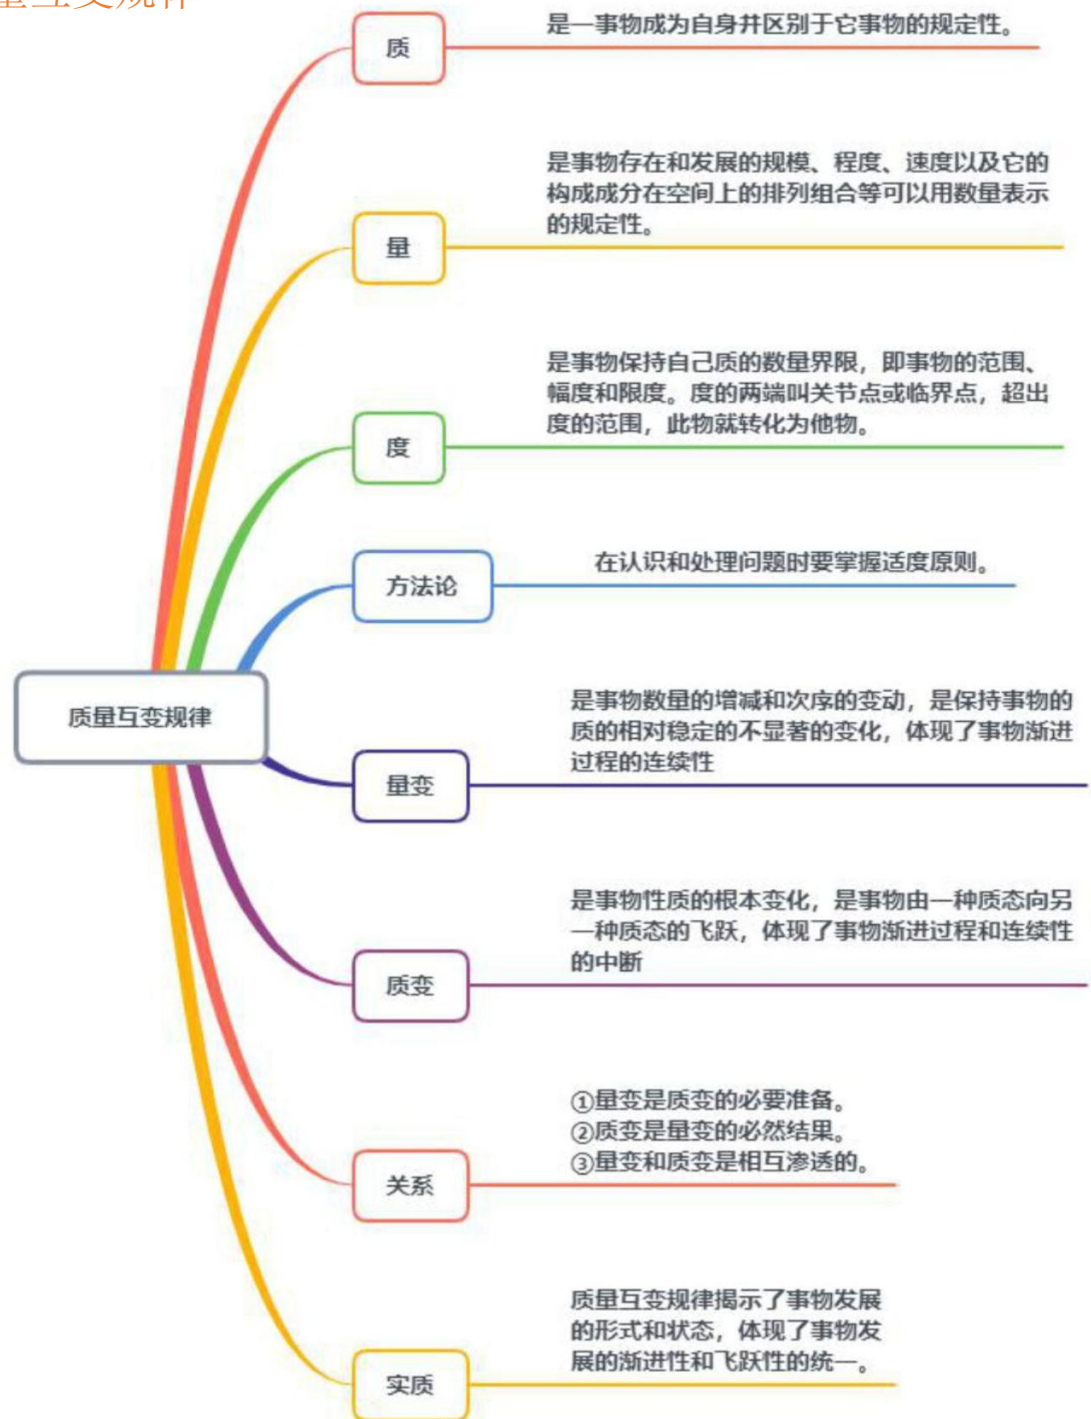 量互变规律
质
是一事物成为自身并区别于它事物的规定性。
是事物存在和发展的规模、程度、速度以及它的
构成成分在空间上的排列组合等可以用数量表示
的规定性。
量
是事物保持自己质的数量界限，即事物的范围、
幅度和限度。度的两端叫关节点或临界点，超出
度的范围，此物就转化为他物。
度
在认识和处理问题时要掌握适度原则。
方法论
质量互变规律
是事物数量的增减和次序的变动，是保持事物的
质的相对稳定的不显著的变化，体现了事物渐进
过程的连续性
量变
是事物性质的根本变化，是事物由一种质态向另
一种质态的飞跃，体现了事物渐进过程和连续性
的中断
质变
①量变是质变的必要准备。
②质变是量变的必然结果。
③量变和质变是相互渗透的。
关系
质量互变规律揭示了事物发展
的形式和状态，体现了事物发
展的渐进性和飞跃性的统一。
实质